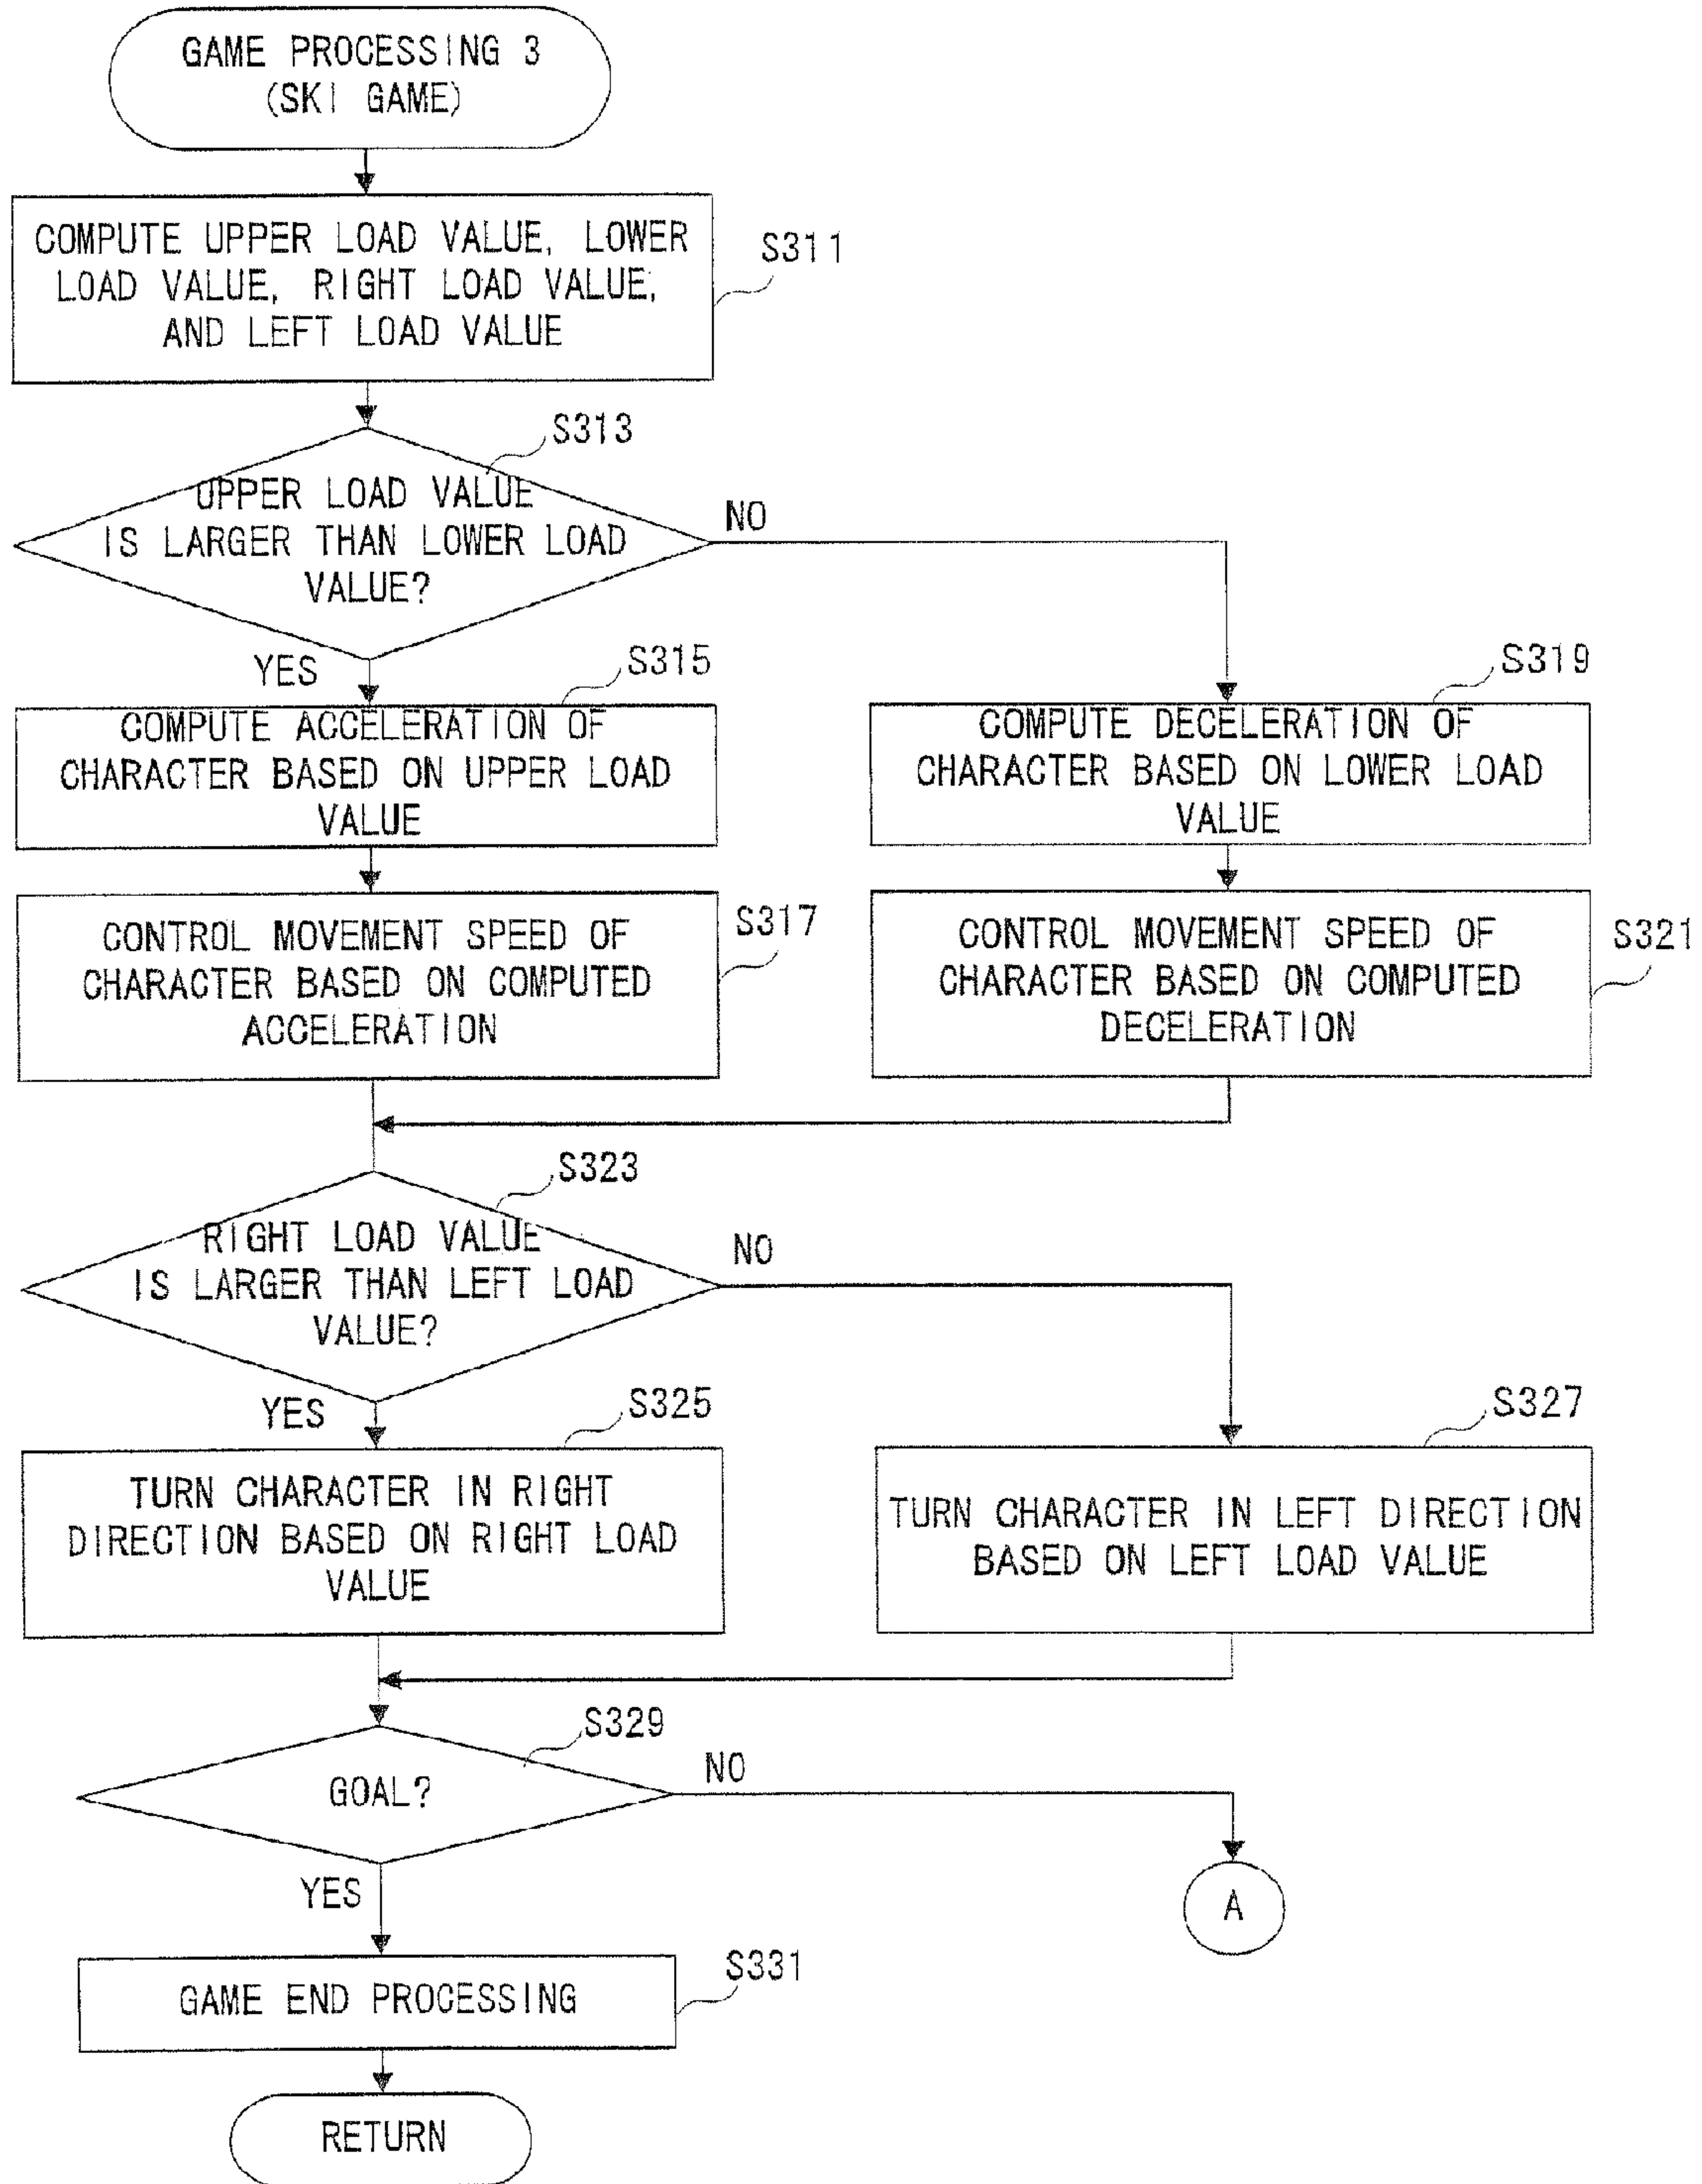 GAME PROCESSING 3
(SKI GAME)
COMPUTE UPPER LOAD VALUE, LOWER
LOAD VALUE, RIGHT LOAD VALUE,
AND LEFT LOAD VALUE
S311
S313
UPPER LOAD VALUE
IS LARGER THAN LOWER LOAD
VALUE?
NO
YES
S315
COMPUTE ACCELERATION OF
CHARACTER BASED ON UPPER LOAD
VALUE
S319
COMPUTE DECELERATION OF
CHARACTER BASED ON LOWER LOAD
VALUE
CONTROL MOVEMENT SPEED OF
CHARACTER BASED ON COMPUTED
ACCELERATION
S317
CONTROL MOVEMENT SPEED OF
CHARACTER BASED ON COMPUTED
DECELERATION
S321
S323
RIGHT LOAD VALUE
IS LARGER THAN LEFT LOAD
VALUE?
NO
YES
S325
TURN CHARACTER IN RIGHT
DIRECTION BASED ON RIGHT LOAD
VALUE
S327
TURN CHARACTER IN LEFT DIRECTION
BASED ON LEFT LOAD VALUE
S329
GOAL?
NO
A
YES
S331
GAME END PROCESSING
RETURN